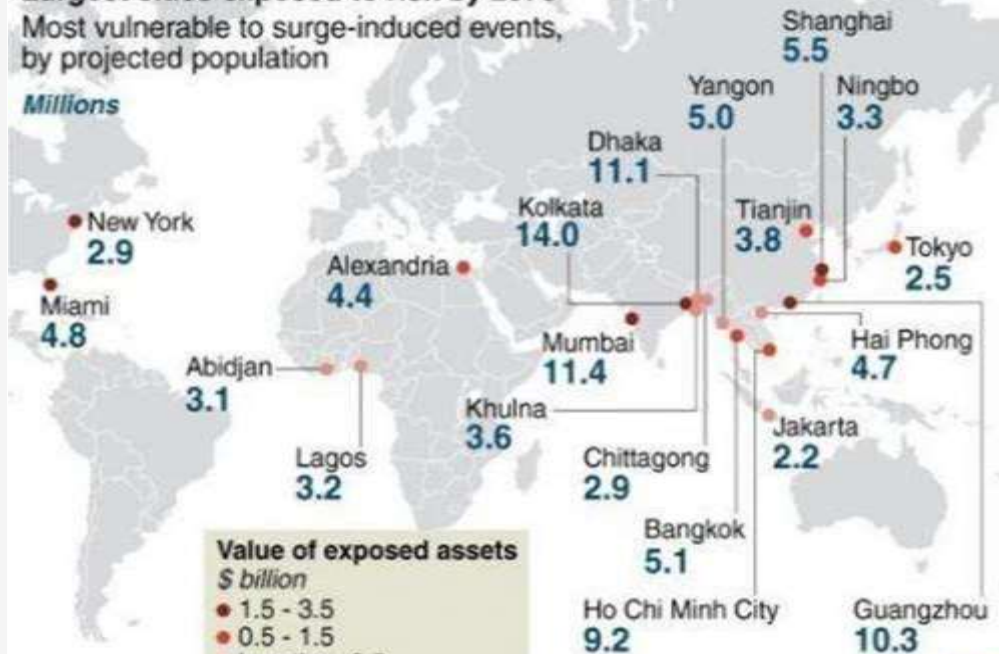 Most vulnerable to surge-induced events,
by projected population
Millions
Shanghai
5.5
Yangon
5.0
Ningbo
3.3
Dhaka
11.1
Kolkata
14.0
Tianjin
3.8
New York
2.9
Tokyo
2.5
Alexandria
4.4
Miami
4.8
Mumbai
11.4
Hai Phong
4.7
Abidjan
3.1
Khulna
3.6
Jakarta
2.2
Lagos
3.2
Chittagong
2.9
Bangkok
5.1
Value of exposed assets
$ billion
1.5 - 3.5
0.5 - 1.5
Ho Chi Minh City
9.2
Guangzhou
10.3